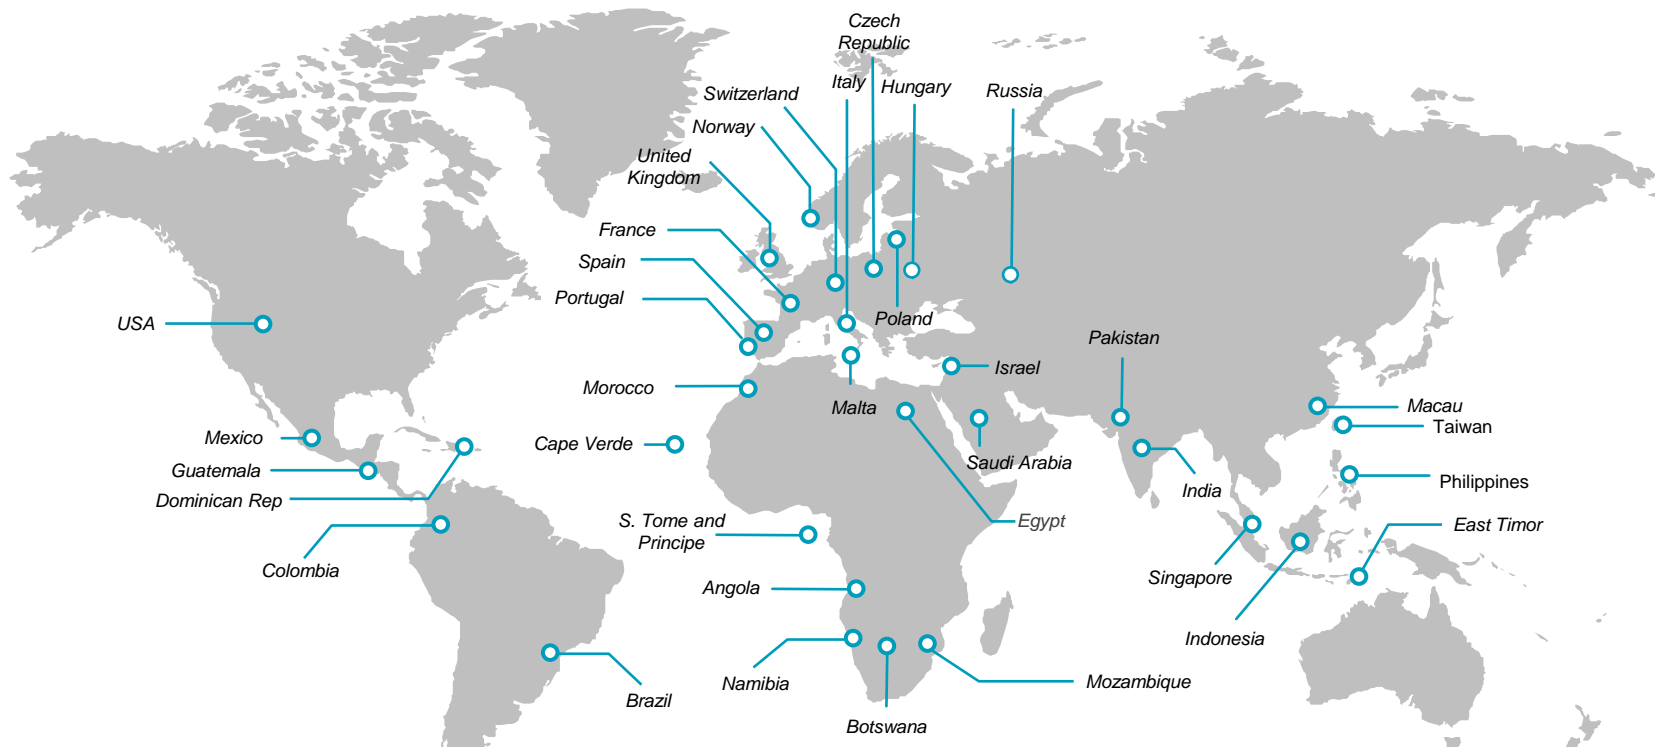 Czech
Republic
Italy
Hungary
Russia
Switzerland
Norway
United
Kingdom
France
Spain
Portugal
USA
Poland
Pakistan
Israel
Morocco
Malta
Macau
Taiwan
Mexico
Cape Verde
Saudi Arabia
Guatemala
India
Philippines
Dominican Rep
S. Tome and
Principe
Egypt
East Timor
Colombia
Singapore
Angola
Indonesia
Namibia
Mozambique
Brazil
Botswana